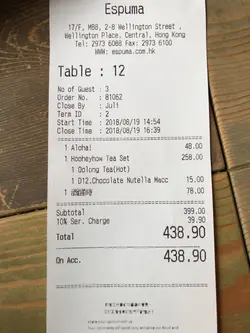 Espuma
17/F, M88, 2-8 Wellington Street ,
Wellington Place, Central, Hong Kong
Tel: 2973 6088 Fax: 2973 6100
WWW: espuma.com.hk
Table : 12
No of Guest : 3
Order No. : 81062
Close By : Juli
Term ID : 2
Start Time : 2018/08/19 14:54
Close Time : 2018/08/19 16:39
1 Aloha! 48.00
1 Hooheyhow Tea Set 258.00
1 Oolong Tea(Hot)
1 D12.Chocolate Nutella Macc 15.00
1 78.00
Subtotal 399.00
10% Ser. Charge 39.90
Total 438.90
On Acc. 438.90